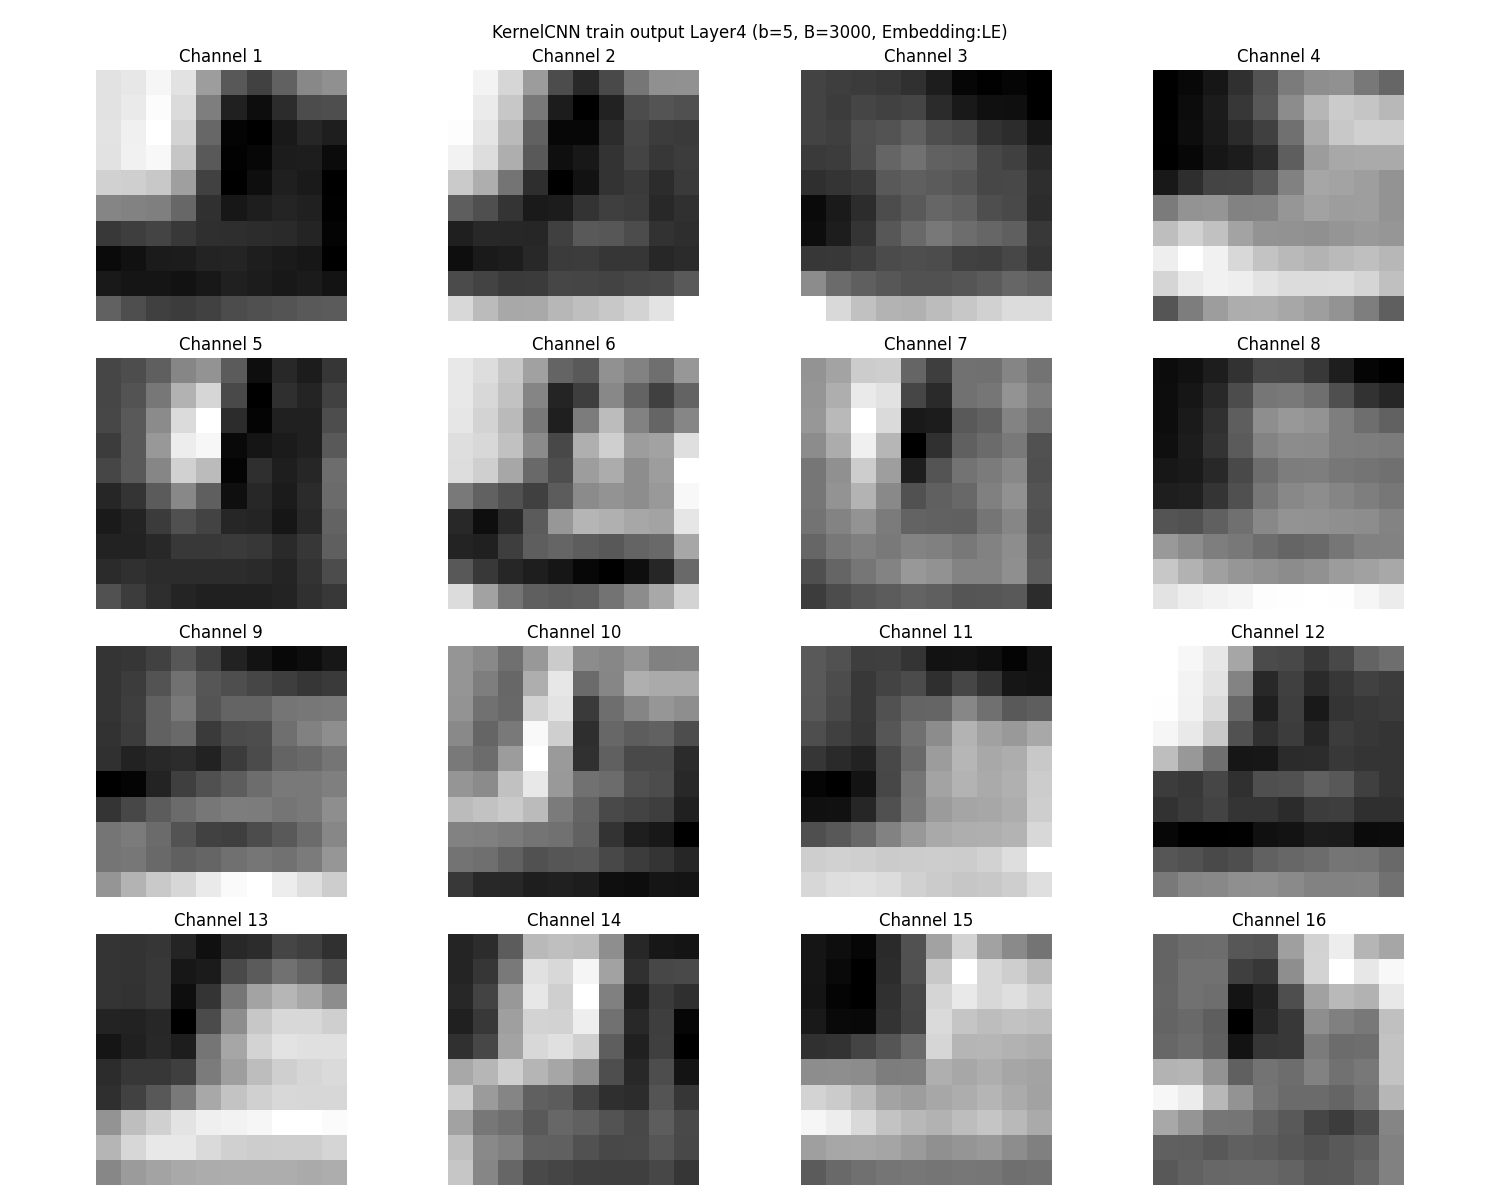 KernelCNN train output Layer4 (b=5, B=3000, Embedding:LE)
Channel 1 Channel 2 Channel 3 Channel 4
Channel 5 Channel 6 Channel 7 Channel 8
Channel 9 Channel 10 Channel 11 Channel 12
Channel 13 Channel 14 Channel 15 Channel 16